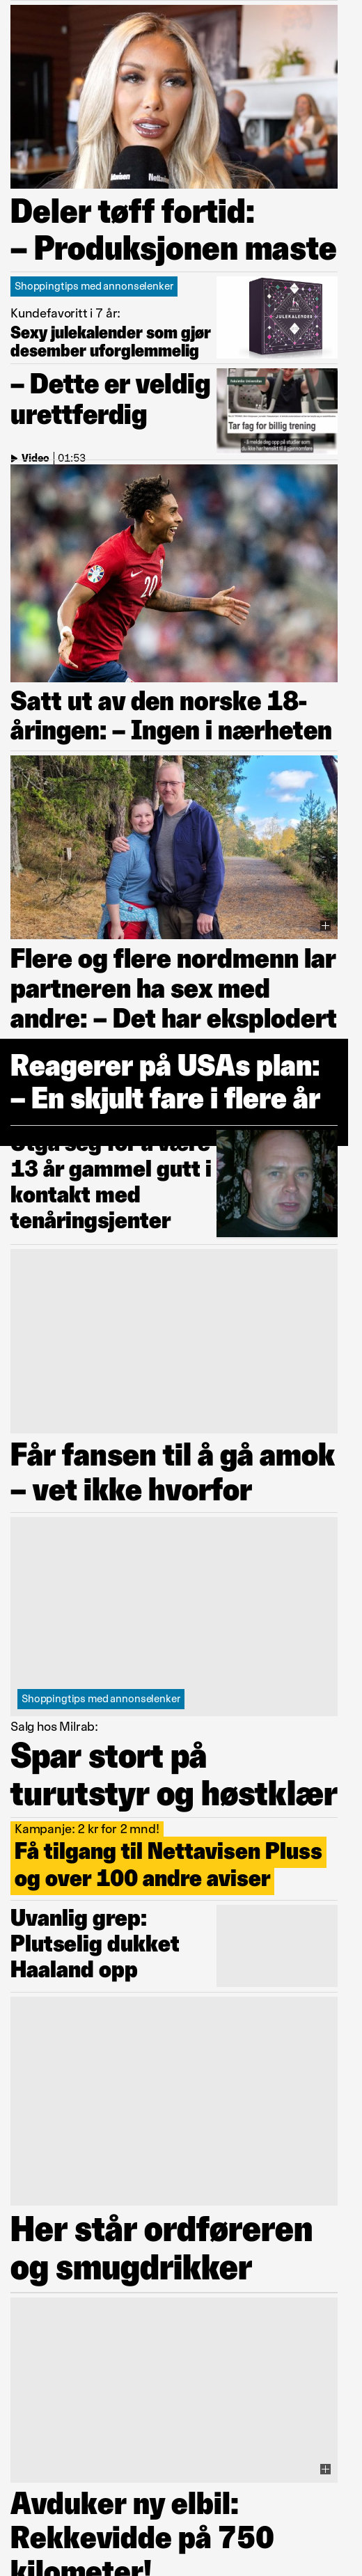 Deler tøff fortid:
– Produksjonen maste
Shoppingtips med annonselenker
Kundefavoritt i 7 år:
Sexy julekalender som gjør
desember uforglemmelig
JULEKALENDER
– Dette er veldig
urettferdig
Video | 01:53
Tar fag for billig trening
20
Satt ut av den norske 18-
åringen: – Ingen i nærheten
Flere og flere nordmenn lar
partneren ha sex med
andre: – Det har eksplodert
Reagerer på USAs plan:
– En skjult fare i flere år
Utga seg for å være
13 år gammel gutt i
kontakt med
tenåringsjenter
Får fansen til å gå amok
– vet ikke hvorfor
Shoppingtips med annonselenker
Salg hos Milrab:
Spar stort på
turutstyr og høstklær
Kampanje: 2 kr for 2 mnd!
Få tilgang til Nettavisen Pluss
og over 100 andre aviser
Uvanlig grep:
Plutselig dukket
Haaland opp
Her står ordføreren
og smugdrikker
Avduker ny elbil:
Rekkevidde på 750
kilometer!